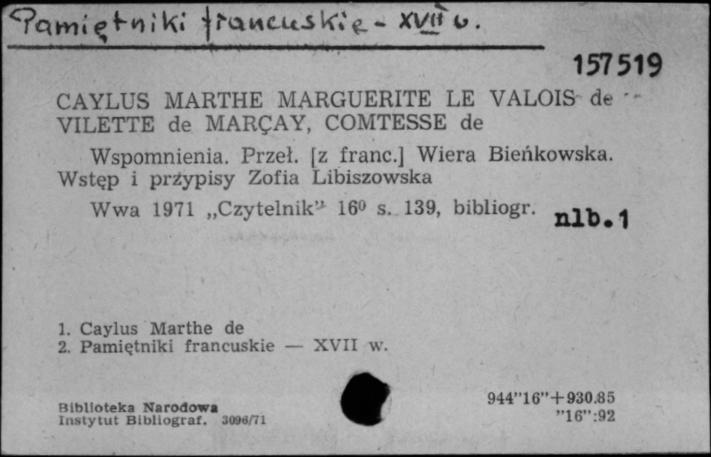 Pamiętniki francuskie - XVII w.
157519
CAYLUS MARTHE MARGUERITE LE VALOIS de
VILETTE de MARÇAY, COMTESSE de
Wspomnienia. Przeł. [z franc.] Wiera Bieńkowska.
Wstęp i przypisy Zofia Libiszowska
Wwa 1971 „Czytelnik” 16⁰ s. 139, bibliogr.
nlb.1
1. Caylus Marthe de
2. Pamiętniki francuskie — XVII w.
944"16"+930.85
Biblioteka Narodowa
"16":92
Instytut Bibliograf. 3096/71